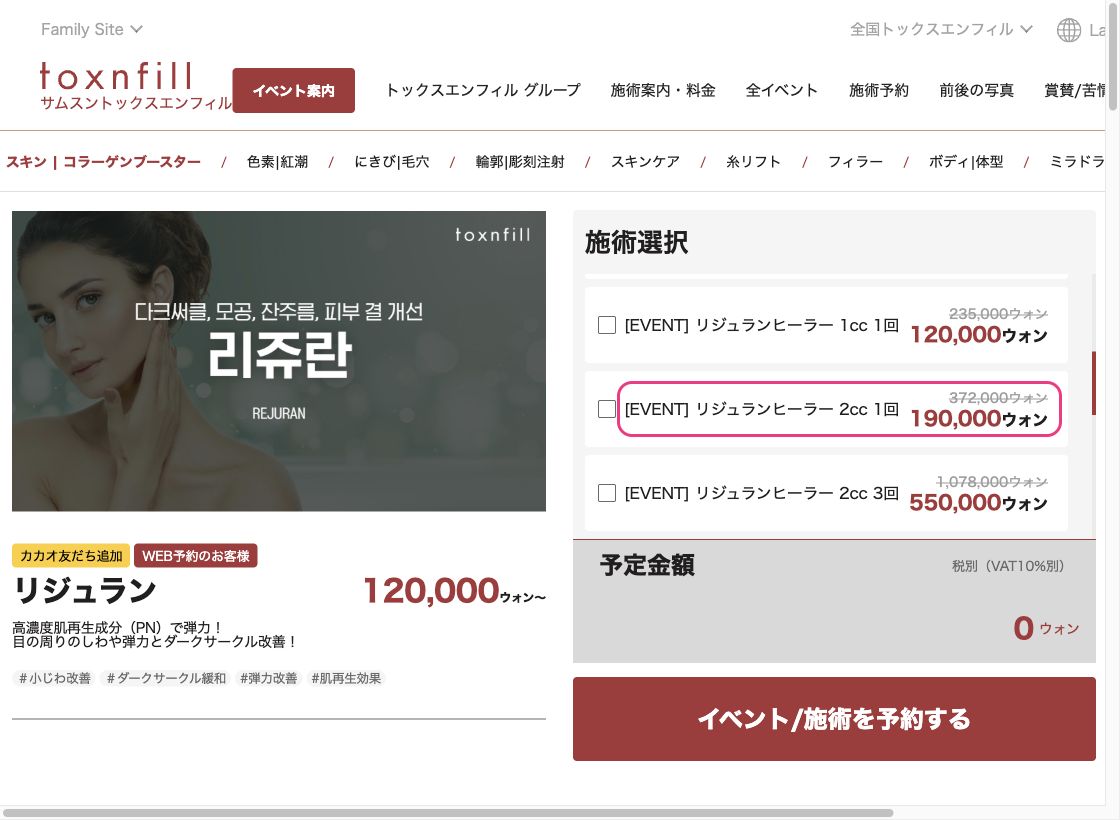 Family Site
全国トックスエンフィル
La
toxnfill
サムスントックスエンフィル
イベント案内
トックスエンフィル グループ
施術案内・料金
全イベント
施術予約
前後の写真
賞賛/苦情
スキン | コラーゲンブースター / 色素|紅潮 / にきび|毛穴 / 輪郭|彫刻注射 / スキンケア / 糸リフト / フィラー / ボディ|体型 / ミラドラ
toxnfill
다크써클, 모공, 잔주름, 피부 결 개선
리쥬란
REJURAN
カカオ友だち追加
WEB予約のお客様
リジュラン
120,000ウォン~
高濃度肌再生成分（PN）で弾力！
目の周りのしわや弾力とダークサークル改善！
#小じわ改善 #ダークサークル緩和 #弾力改善 #肌再生効果
施術選択
[EVENT] リジュランヒーラー 1cc 1回
235,000ウォン
120,000ウォン
[EVENT] リジュランヒーラー 2cc 1回
372,000ウォン
190,000ウォン
[EVENT] リジュランヒーラー 2cc 3回
1,078,000ウォン
550,000ウォン
予定金額
税別（VAT10%別）
0 ウォン
イベント/施術を予約する